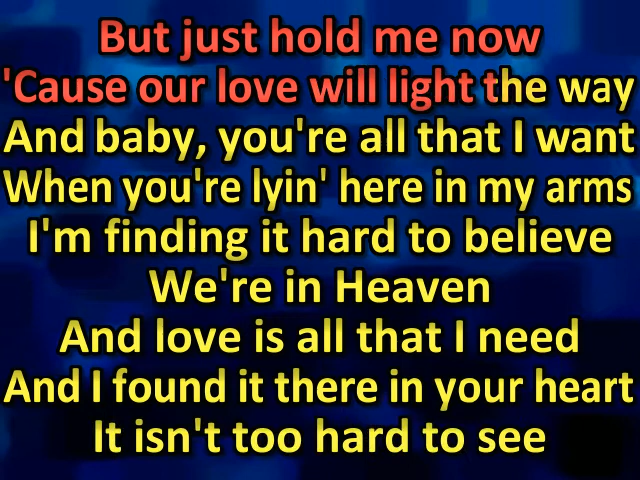 But just hold me now
'Cause our love will light the way
And baby, you're all that I want
When you're lyin' here in my arms
I'm finding it hard to believe
We're in Heaven
And love is all that I need
And I found it there in your heart
It isn't too hard to see